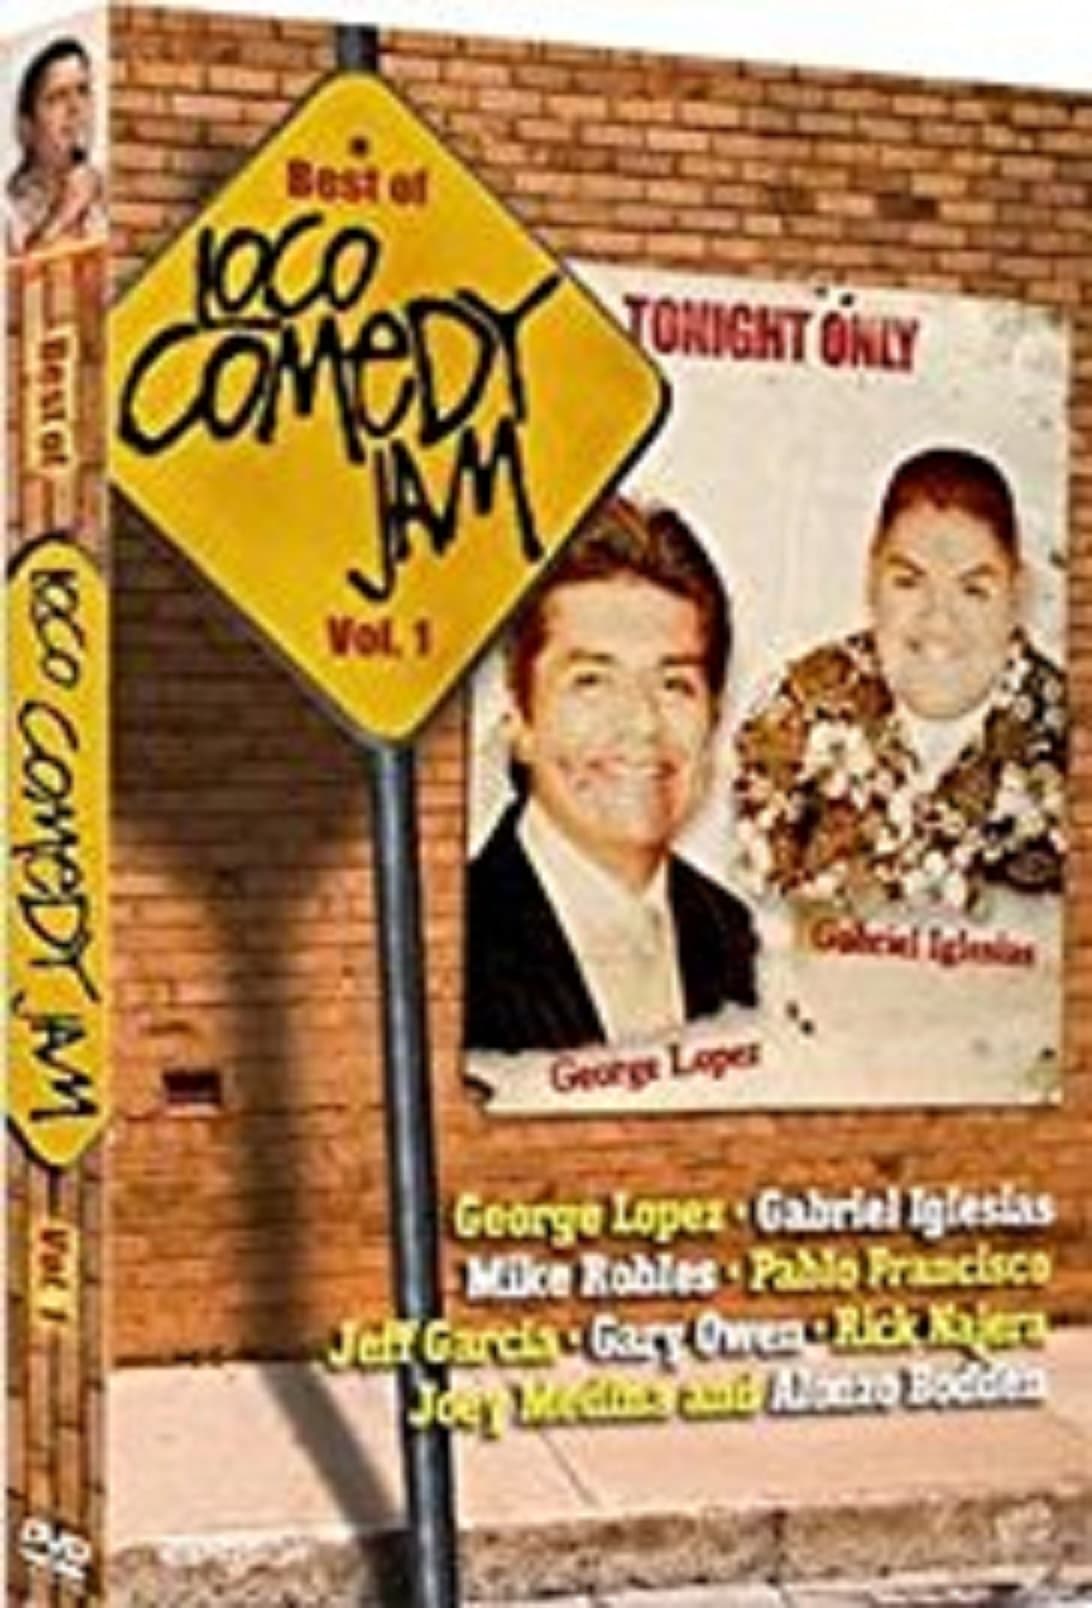 Best of
LOCO
COMEDY
JAM
Vol. 1
TONIGHT ONLY
Gabriel Iglesias
George Lopez
George Lopez • Gabriel Iglesias
Mike Robles • Pablo Francisco
Jeff Garcia • Gary Owen • Rick Najera
Joey Medina and Alonzo Bodden
Best of
LOCO COMEDY JAM
Vol. 1
DVD